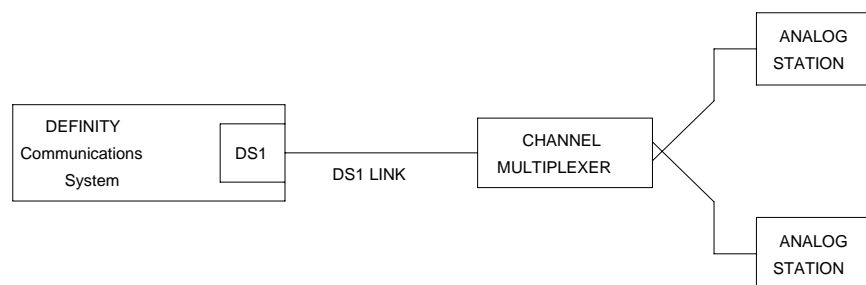 DEFINITY
Communications
System
DS1
DS1 LINK
CHANNEL
MULTIPLEXER
ANALOG
STATION
ANALOG
STATION